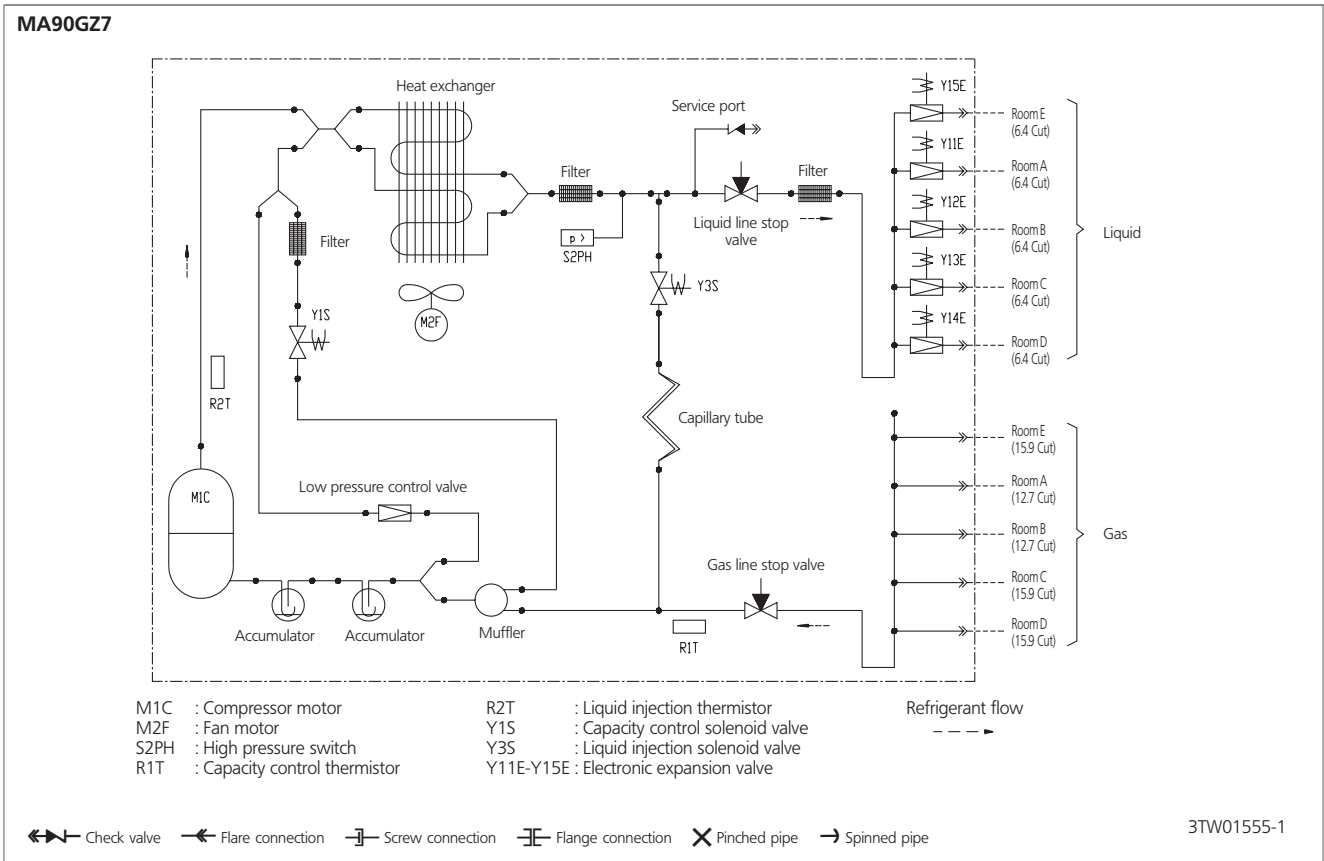 MA90GZ7
Heat exchanger
Service port
Y15E
Room E
(6.4 Cut)
Y11E
Room A
(6.4 Cut)
Filter
Filter
Y12E
Liquid line stop
valve
Room B
(6.4 Cut)
Liquid
Filter
p >
S2PH
Y13E
Room C
(6.4 Cut)
Y3S
Y1S
M2F
Y14E
Room D
(6.4 Cut)
R2T
Capillary tube
Room E
(15.9 Cut)
Low pressure control valve
M1C
Room A
(12.7 Cut)
Room B
(12.7 Cut)
Gas
Gas line stop valve
Room C
(15.9 Cut)
Accumulator
Accumulator
Muffler
R1T
Room D
(15.9 Cut)
M1C : Compressor motor
M2F : Fan motor
S2PH : High pressure switch
R1T : Capacity control thermistor
R2T : Liquid injection thermistor
Y1S : Capacity control solenoid valve
Y3S : Liquid injection solenoid valve
Y11E-Y15E : Electronic expansion valve
Refrigerant flow
Check valve
Flare connection
Screw connection
Flange connection
Pinched pipe
Spinned pipe
3TW01555-1